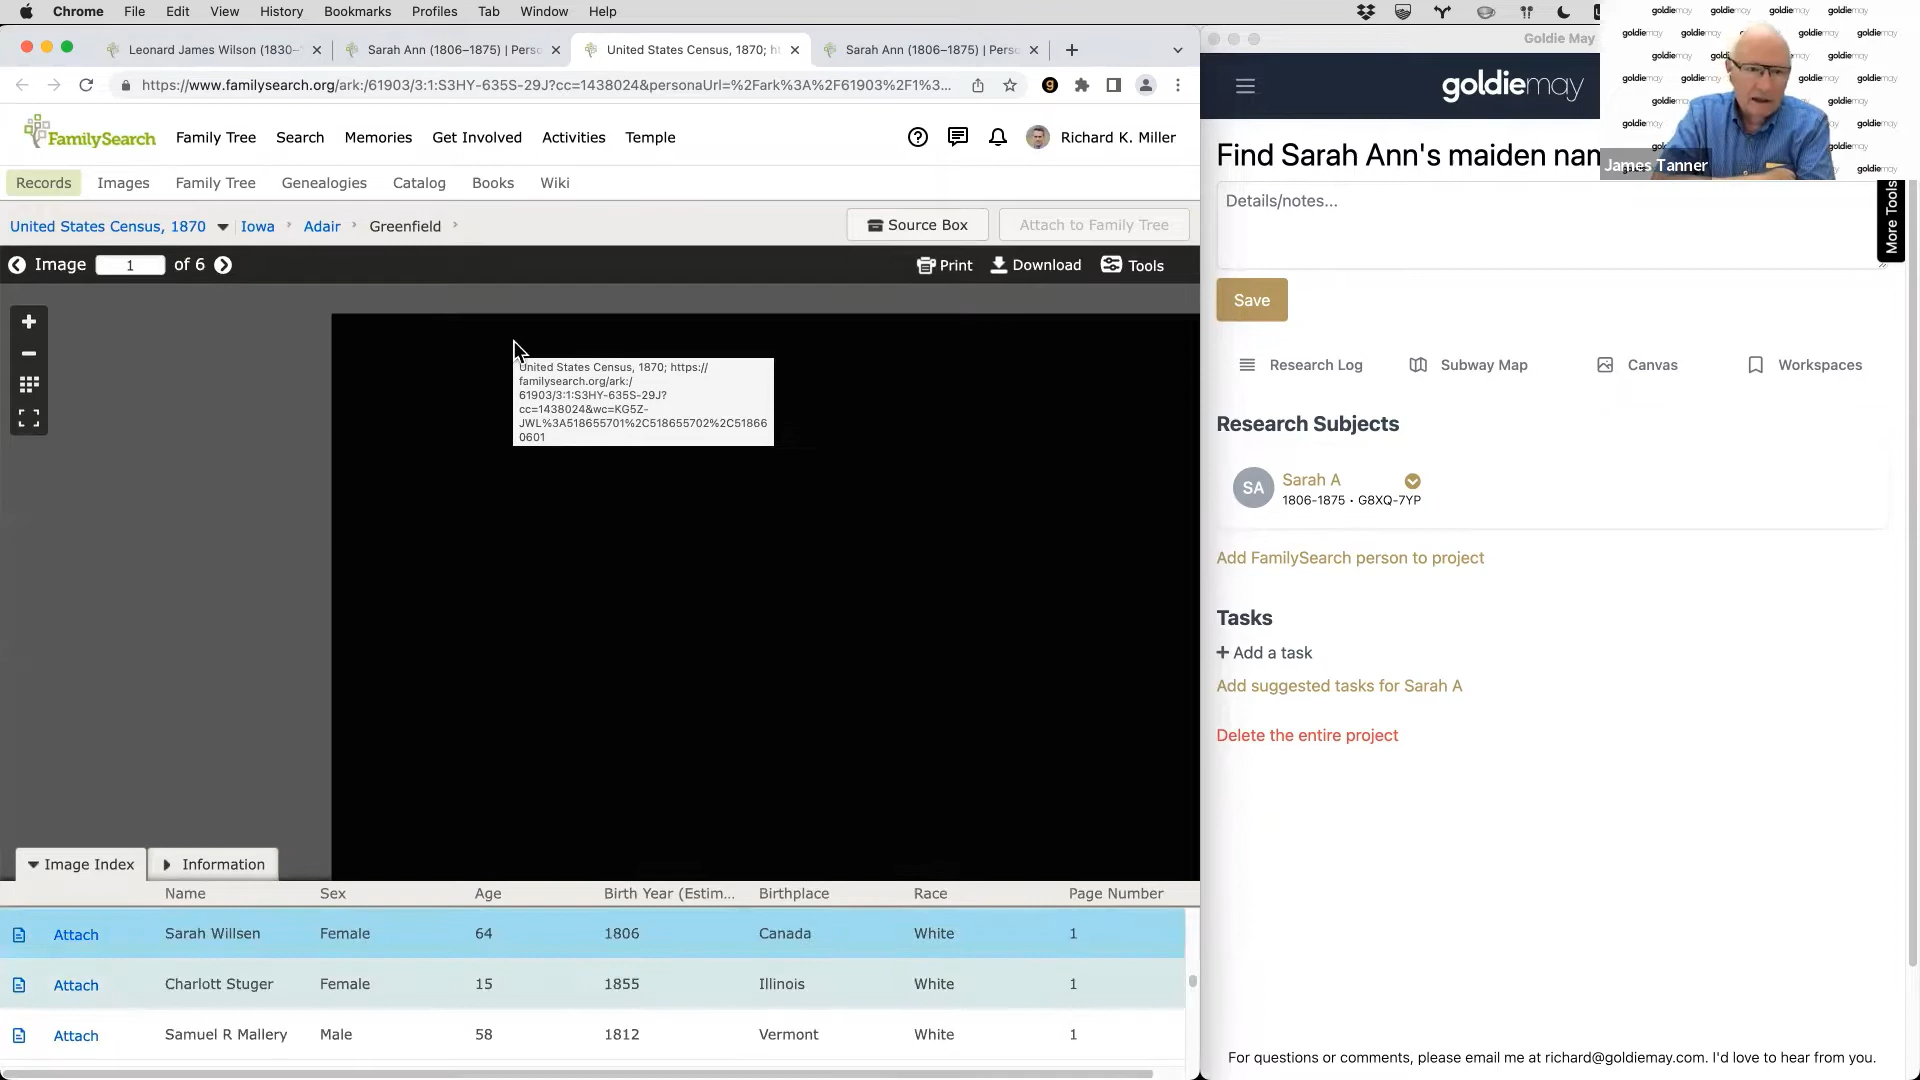 Chrome File Edit View History Bookmarks Profiles Tab Window Help
Leonard James Wilson (1830–
Sarah Ann (1806–1875) | Perso
United States Census, 1870; ht
Sarah Ann (1806–1875) | Perso
https://www.familysearch.org/ark:/61903/3:1:S3HY-635S-29J?cc=1438024&personaUrl=%2Fark%3A%2F61903%2F1%3...
FamilySearch Family Tree Search Memories Get Involved Activities Temple Richard K. Miller
Records Images Family Tree Genealogies Catalog Books Wiki
United States Census, 1870 Iowa Adair Greenfield Source Box Attach to Family Tree
Image 1 of 6 Print Download Tools
United States Census, 1870; https://
familysearch.org/ark:/
61903/3:1:S3HY-635S-29J?
cc=1438024&wc=KG5Z-
JWL%3A518655701%2C518655702%2C51866
0601
Image Index Information
Name Sex Age Birth Year (Estim... Birthplace Race Page Number
Attach Sarah Willsen Female 64 1806 Canada White 1
Attach Charlott Stuger Female 15 1855 Illinois White 1
Attach Samuel R Mallery Male 58 1812 Vermont White 1
Goldie May
goldiemay
Find Sarah Ann's maiden nam
Details/notes...
More Tools
Save
Research Log Subway Map Canvas Workspaces
Research Subjects
SA Sarah A
1806-1875 • G8XQ-7YP
Add FamilySearch person to project
Tasks
+ Add a task
Add suggested tasks for Sarah A
Delete the entire project
For questions or comments, please email me at richard@goldiemay.com. I'd love to hear from you.
goldiemay goldiemay goldiemay goldiemay
James Tanner